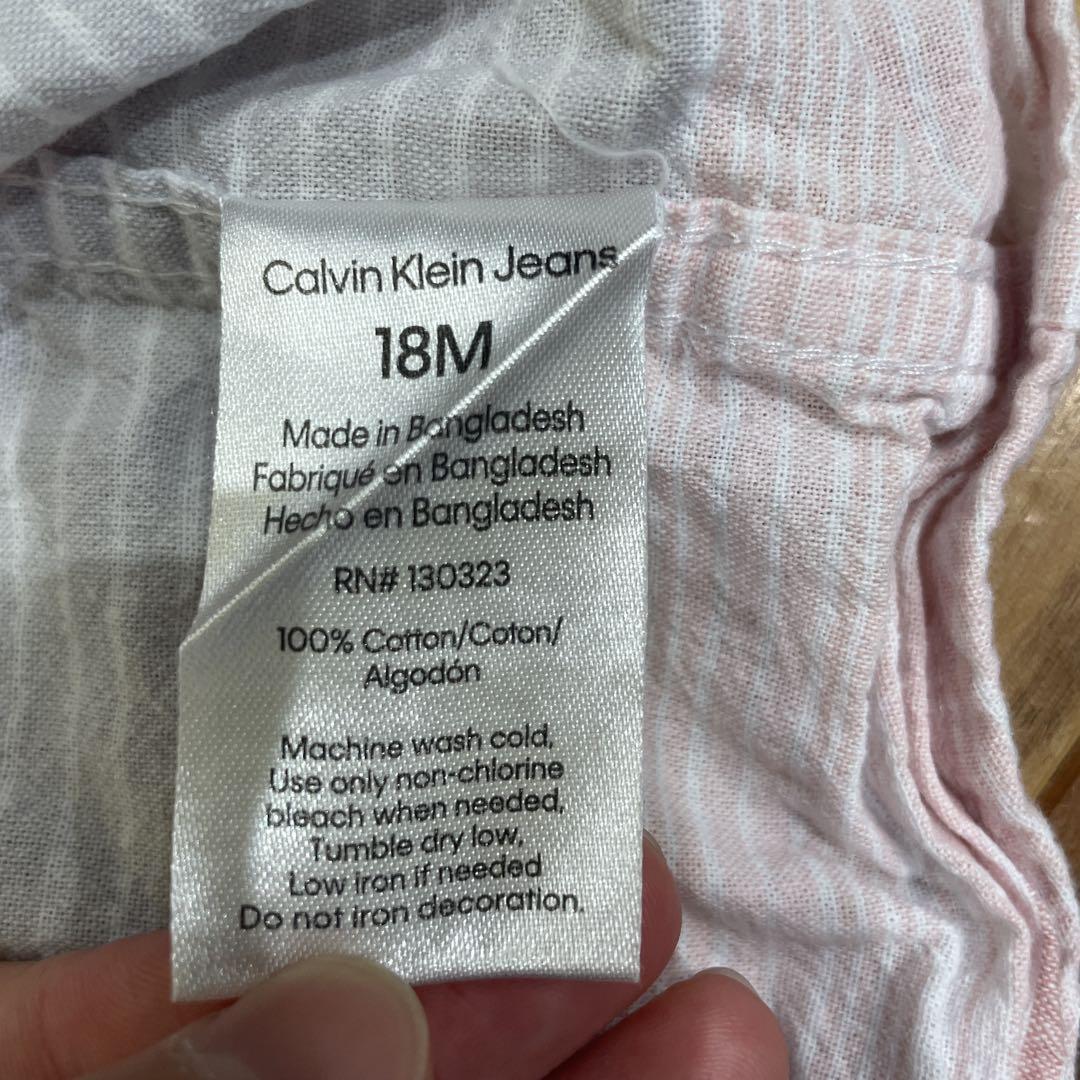 Calvin Klein Jeans
18M
Made in Bangladesh
Fabriqué en Bangladesh
Hecho en Bangladesh
RN# 130323
100% Cotton/Coton/
Algodón
Machine wash cold,
Use only non-chlorine
bleach when needed,
Tumble dry low,
Low iron if needed
Do not iron decoration.